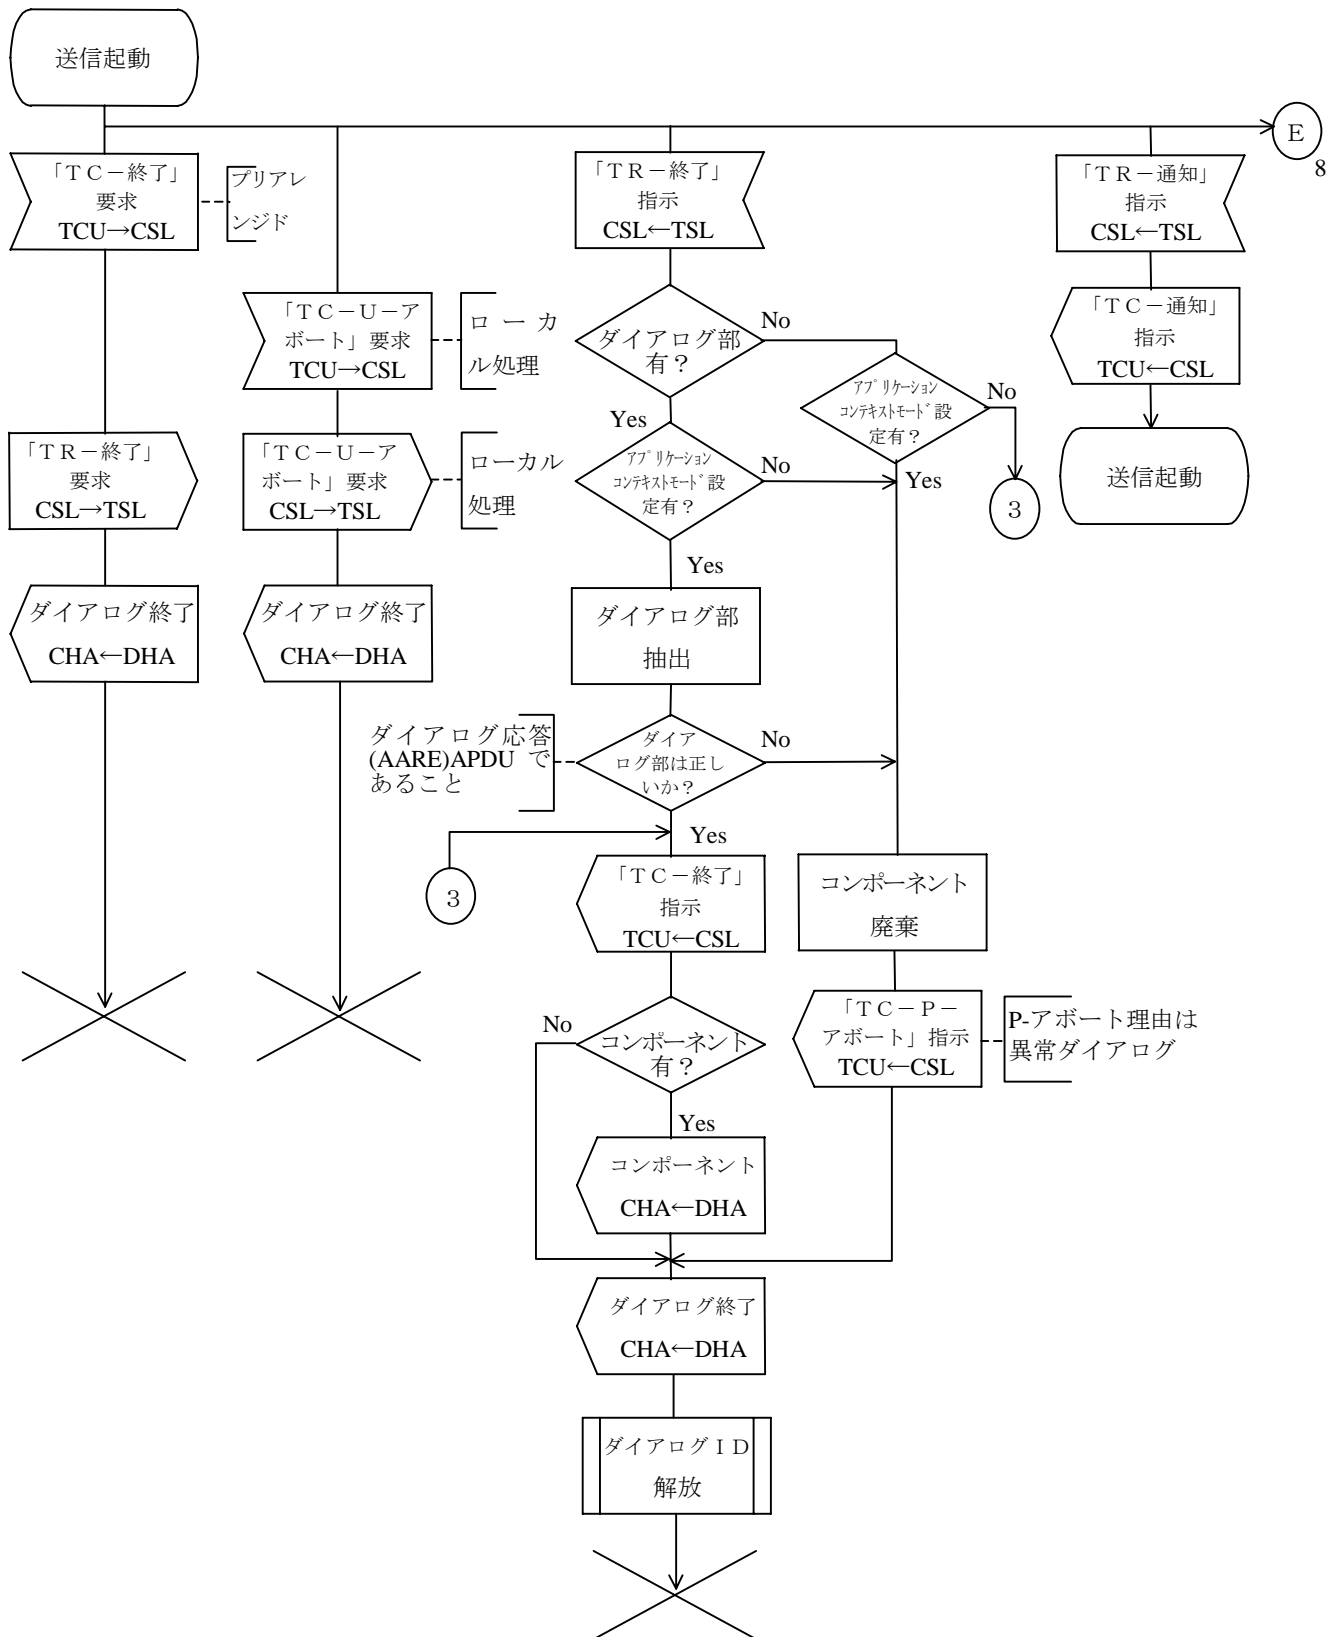 送信起動
E
8
「TC－終了」
要求
TCU→CSL
プリアレ
ンジド
「TR－終了」
指示
CSL←TSL
「TR－通知」
指示
CSL←TSL
「TC－U－ア
ボート」要求
TCU→CSL
ローカ
ル処理
ダイアログ部
有？
No
Yes
アプリケーション
コンテキストモード設
定有？
No
Yes
3
「TC－通知」
指示
TCU←CSL
送信起動
「TR－終了」
要求
CSL→TSL
「TC－U－ア
ボート」要求
CSL→TSL
ローカル
処理
アプリケーション
コンテキストモード設
定有？
No
Yes
ダイアログ終了
CHA←DHA
ダイアログ終了
CHA←DHA
ダイアログ部
抽出
ダイアログ応答
(AARE)APDU で
あること
ダイア
ログ部は正し
いか？
No
Yes
3
「TC－終了」
指示
TCU←CSL
コンポーネント
廃棄
コンポーネント
有？
No
Yes
「TC－P－
アボート」指示
TCU←CSL
P-アボート理由は
異常ダイアログ
コンポーネント
CHA←DHA
ダイアログ終了
CHA←DHA
ダイアログＩＤ
解放